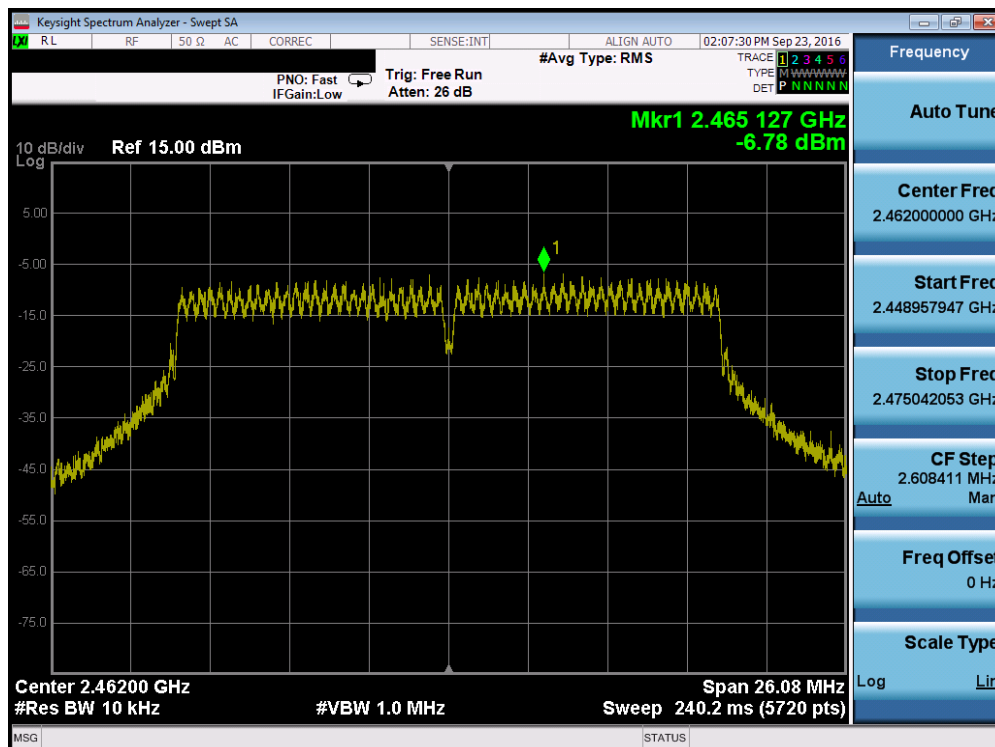 Keysight Spectrum Analyzer - Swept SA
LXI RL RF 50 Ω AC CORREC SENSE:INT ALIGN AUTO 02:07:30 PM Sep 23, 2016
#Avg Type: RMS TRACE 1 2 3 4 5 6
PNO: Fast Trig: Free Run TYPE MWWWWW
IFGain:Low Atten: 26 dB DET P N N N N N
Mkr1 2.465 127 GHz
10 dB/div Ref 15.00 dBm -6.78 dBm
Log
5.00
-5.00
-15.0
-25.0
-35.0
-45.0
-55.0
-65.0
-75.0
1
Center 2.46200 GHz Span 26.08 MHz
#Res BW 10 kHz #VBW 1.0 MHz Sweep 240.2 ms (5720 pts)
MSG STATUS
Frequency
Auto Tune
Center Freq
2.462000000 GHz
Start Freq
2.448957947 GHz
Stop Freq
2.475042053 GHz
CF Step
2.608411 MHz
Auto Man
Freq Offset
0 Hz
Scale Type
Log Lin